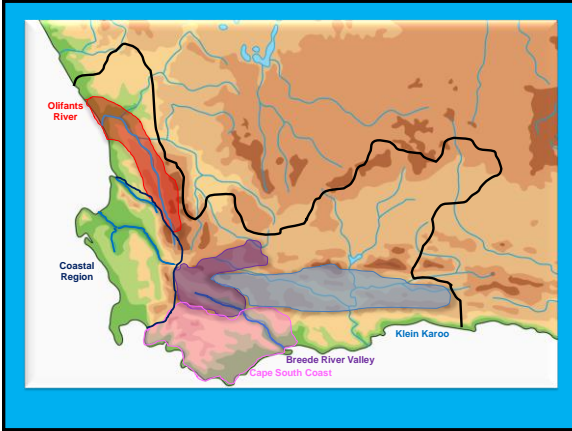 Olifants
River
Coastal
Region
Klein Karoo
Breede River Valley
Cape South Coast